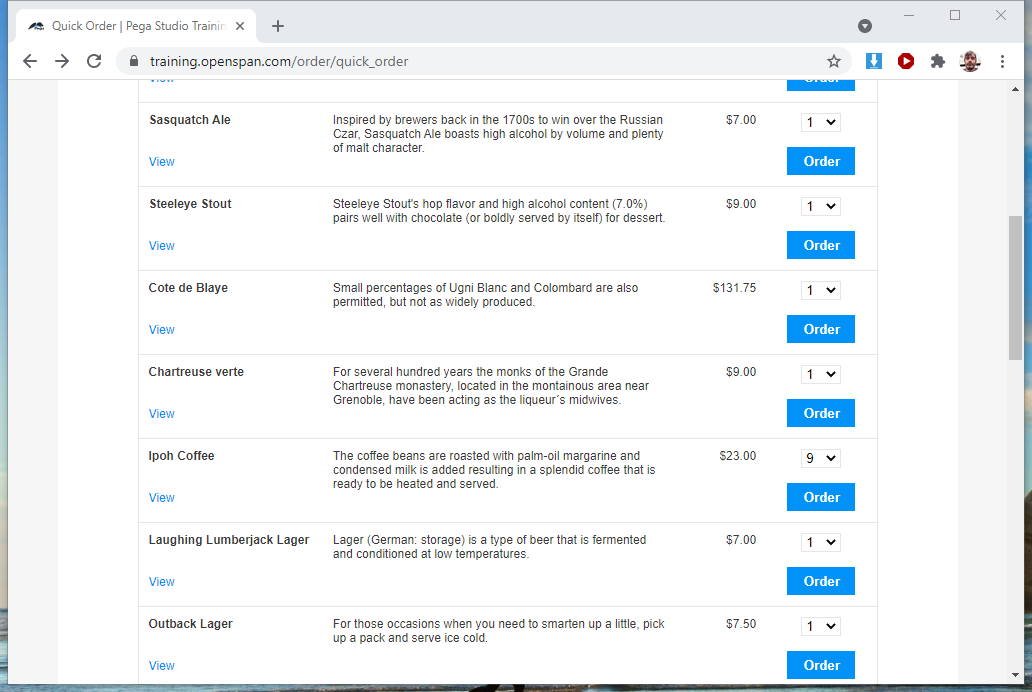 Quick Order | Pega Studio Trainin
training.openspan.com/order/quick_order
View
Order
Sasquatch Ale
Inspired by brewers back in the 1700s to win over the Russian
Czar, Sasquatch Ale boasts high alcohol by volume and plenty
of malt character.
$7.00
1
View
Order
Steeleye Stout
Steeleye Stout's hop flavor and high alcohol content (7.0%)
pairs well with chocolate (or boldly served by itself) for dessert.
$9.00
1
View
Order
Cote de Blaye
Small percentages of Ugni Blanc and Colombard are also
permitted, but not as widely produced.
$131.75
1
View
Order
Chartreuse verte
For several hundred years the monks of the Grande
Chartreuse monastery, located in the montainous area near
Grenoble, have been acting as the liqueur´s midwives.
$9.00
1
View
Order
Ipoh Coffee
The coffee beans are roasted with palm-oil margarine and
condensed milk is added resulting in a splendid coffee that is
ready to be heated and served.
$23.00
9
View
Order
Laughing Lumberjack Lager
Lager (German: storage) is a type of beer that is fermented
and conditioned at low temperatures.
$7.00
1
View
Order
Outback Lager
For those occasions when you need to smarten up a little, pick
up a pack and serve ice cold.
$7.50
1
View
Order